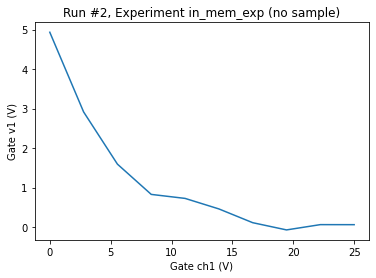 Run #2, Experiment in_mem_exp (no sample)
5
4
3
2
1
0
Gate v1 (V)
0 5 10 15 20 25
Gate ch1 (V)